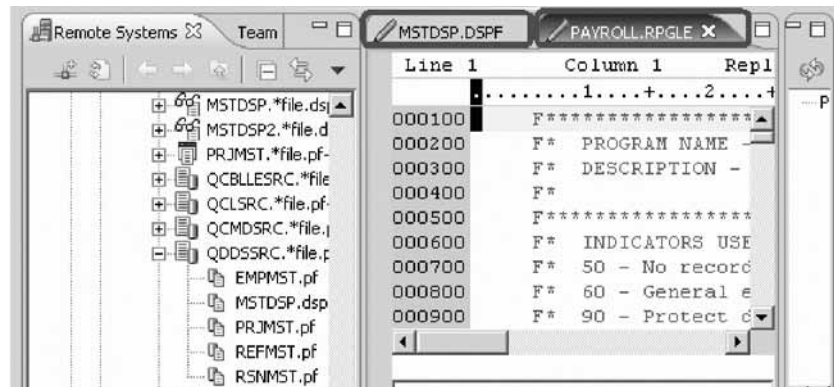 Remote Systems Team
MSTDSP.DSPF PAYROLL.RPGLE
MSTDSP.*file.dsp
MSTDSP2.*file.d
PRJMST.*file.pf-
QCBLLESRC.*file
QCLSRC.*file.pf-
QCMDSRC.*file.p
QDDSSRC.*file.p
EMPMST.pf
MSTDSP.dsp
PRJMST.pf
REFMST.pf
RSNMST.pf
Line 1 Column 1 Repl
.........1....+....2....+
000100 F******************
000200 F* PROGRAM NAME -
000300 F* DESCRIPTION -
000400 F*
000500 F******************
000600 F* INDICATORS USE
000700 F* 50 - No record
000800 F* 60 - General e
000900 F* 90 - Protect d
P